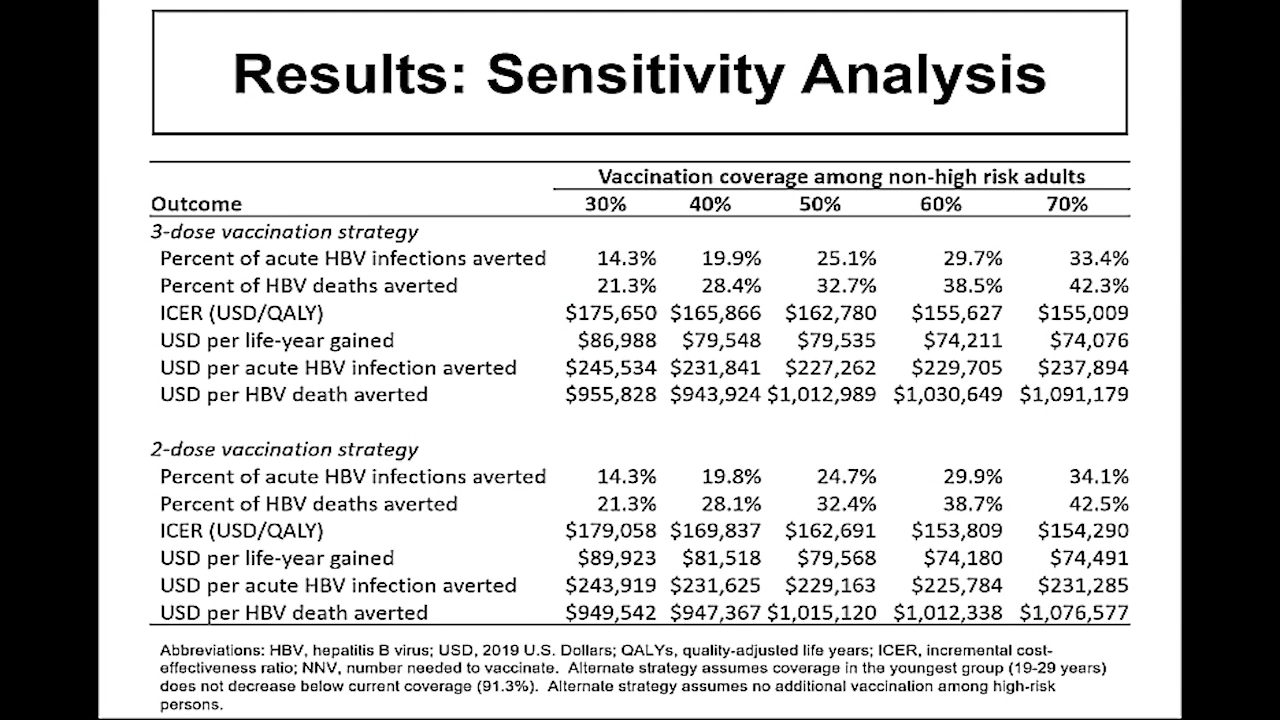 Results: Sensitivity Analysis
Vaccination coverage among non-high risk adults
Outcome 30% 40% 50% 60% 70%
3-dose vaccination strategy
Percent of acute HBV infections averted 14.3% 19.9% 25.1% 29.7% 33.4%
Percent of HBV deaths averted 21.3% 28.4% 32.7% 38.5% 42.3%
ICER (USD/QALY) $175,650 $165,866 $162,780 $155,627 $155,009
USD per life-year gained $86,988 $79,548 $79,535 $74,211 $74,076
USD per acute HBV infection averted $245,534 $231,841 $227,262 $229,705 $237,894
USD per HBV death averted $955,828 $943,924 $1,012,989 $1,030,649 $1,091,179
2-dose vaccination strategy
Percent of acute HBV infections averted 14.3% 19.8% 24.7% 29.9% 34.1%
Percent of HBV deaths averted 21.3% 28.1% 32.4% 38.7% 42.5%
ICER (USD/QALY) $179,058 $169,837 $162,691 $153,809 $154,290
USD per life-year gained $89,923 $81,518 $79,568 $74,180 $74,491
USD per acute HBV infection averted $243,919 $231,625 $229,163 $225,784 $231,285
USD per HBV death averted $949,542 $947,367 $1,015,120 $1,012,338 $1,076,577
Abbreviations: HBV, hepatitis B virus; USD, 2019 U.S. Dollars; QALYs, quality-adjusted life years; ICER, incremental cost-
effectiveness ratio; NNV, number needed to vaccinate. Alternate strategy assumes coverage in the youngest group (19-29 years)
does not decrease below current coverage (91.3%). Alternate strategy assumes no additional vaccination among high-risk
persons.